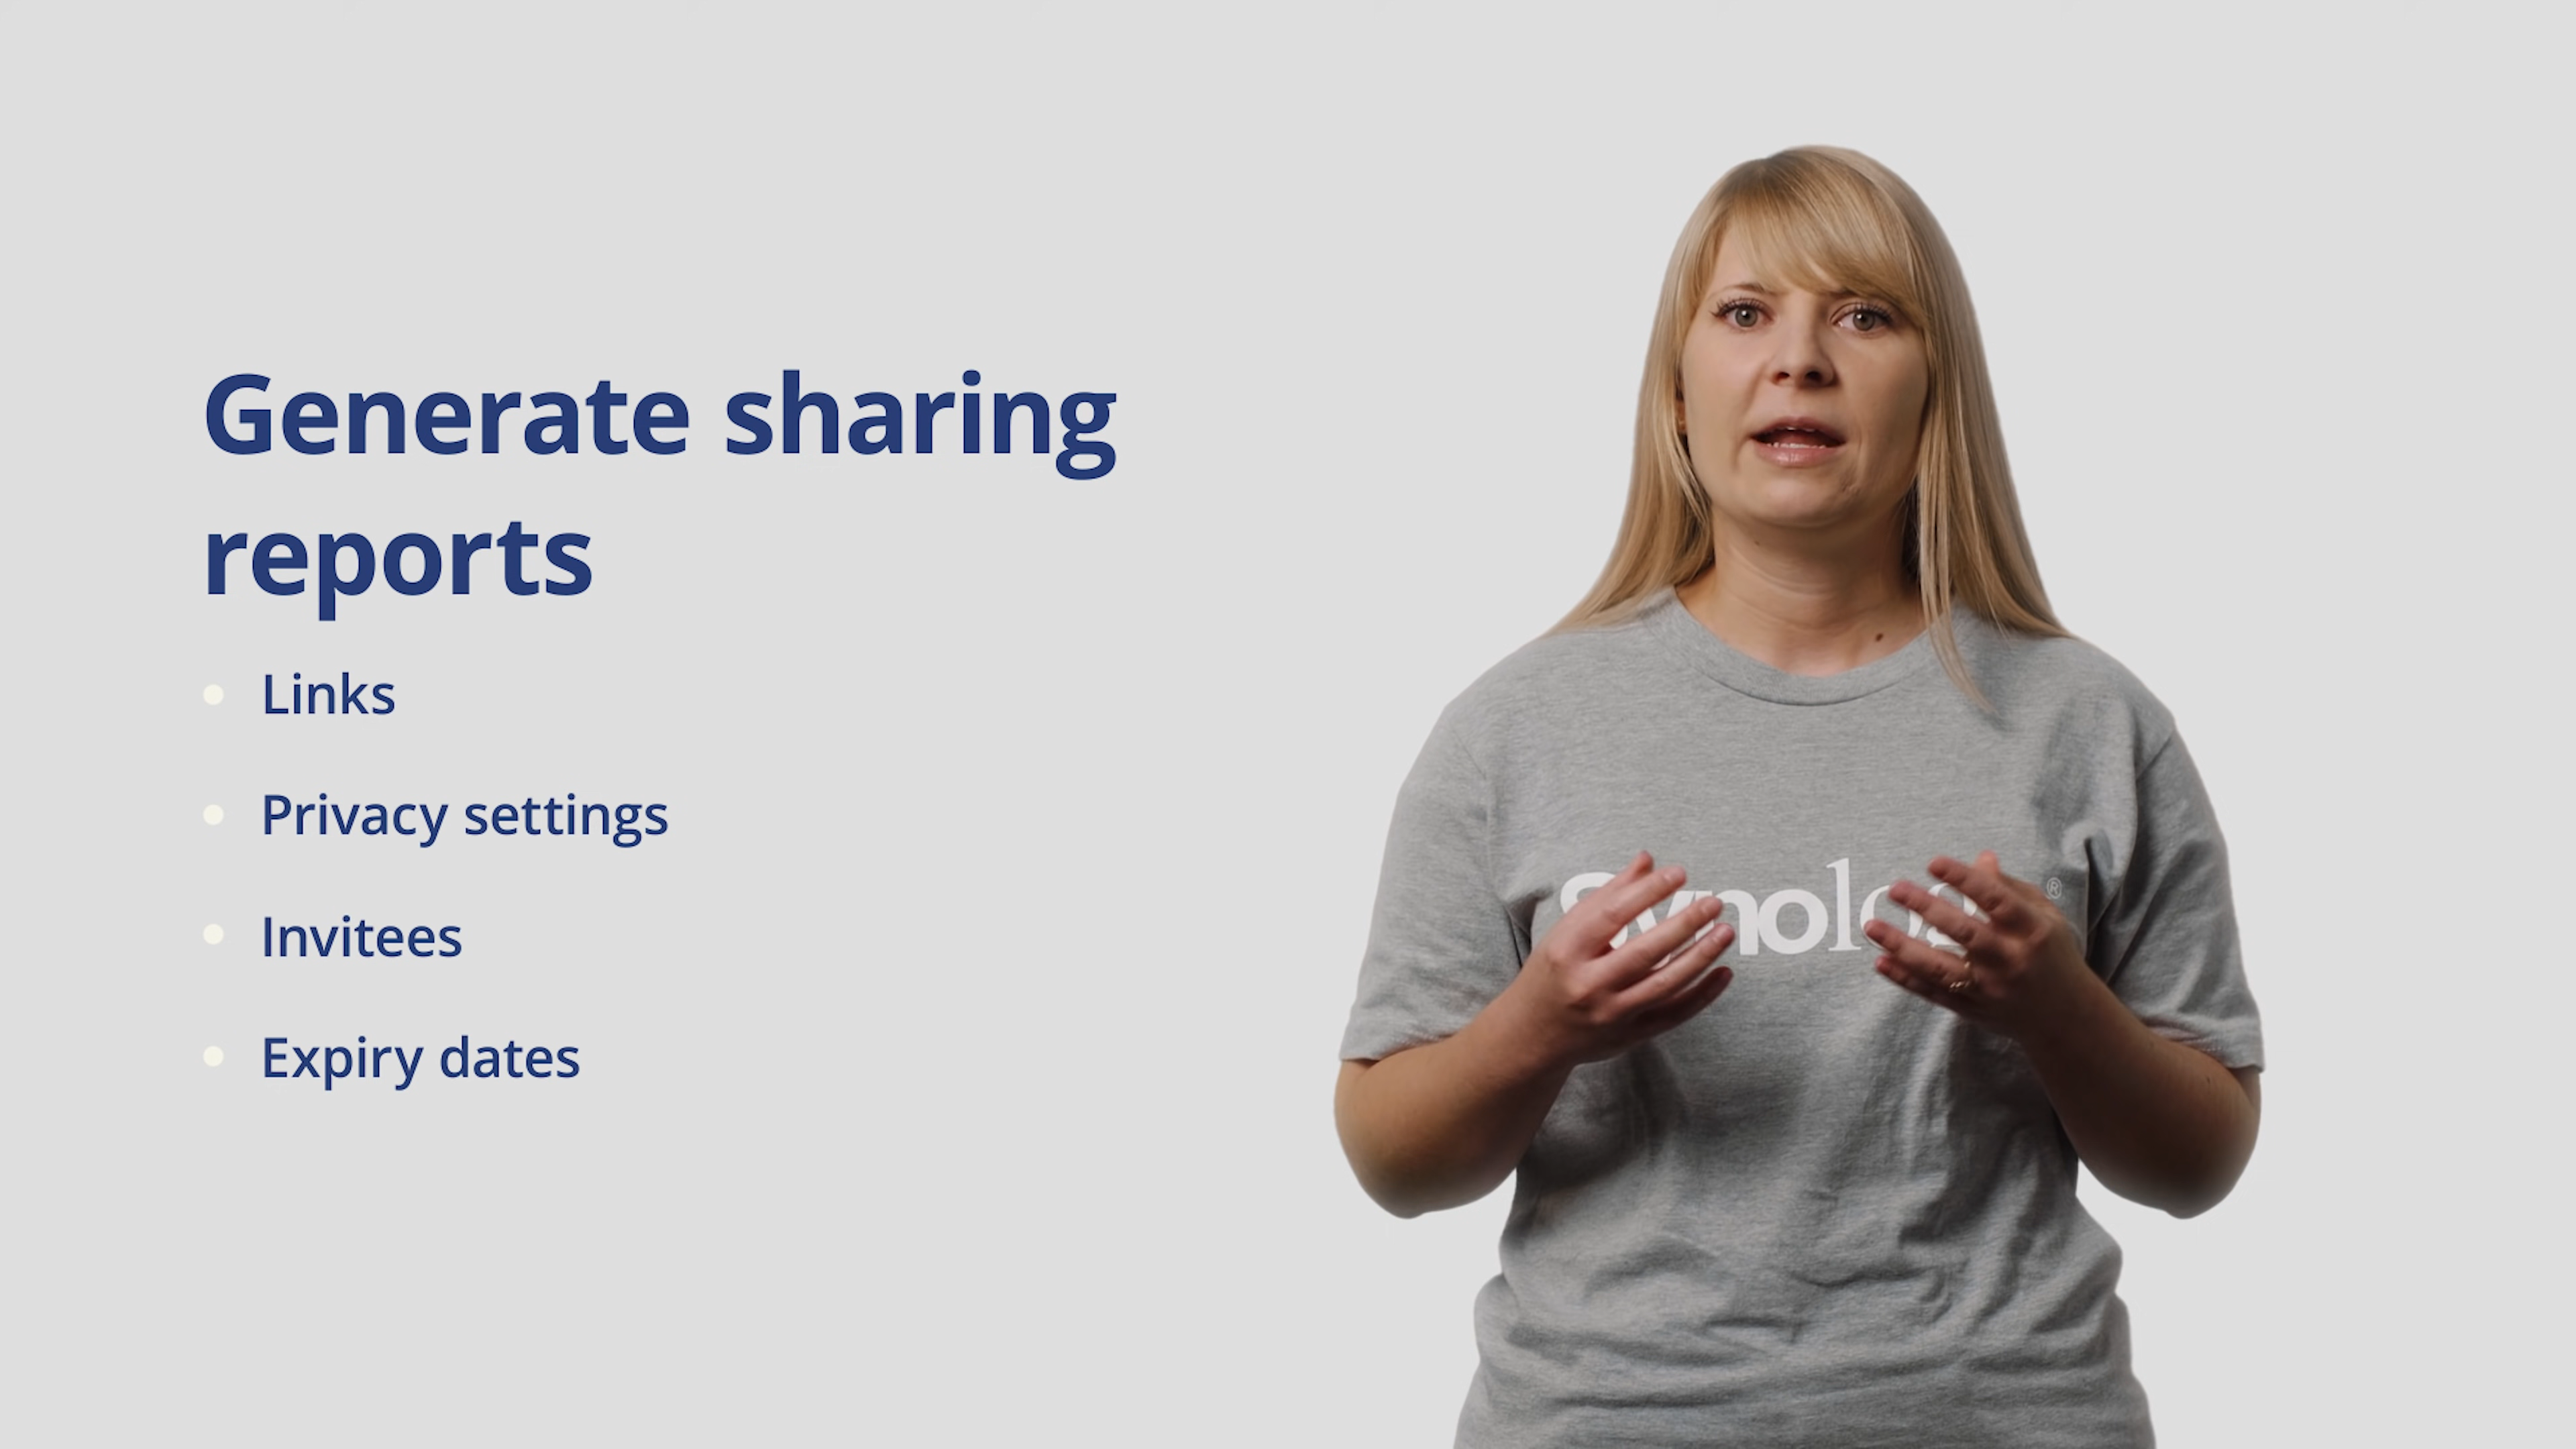 Generate sharing
reports
Links
Privacy settings
Invitees
Expiry dates
®